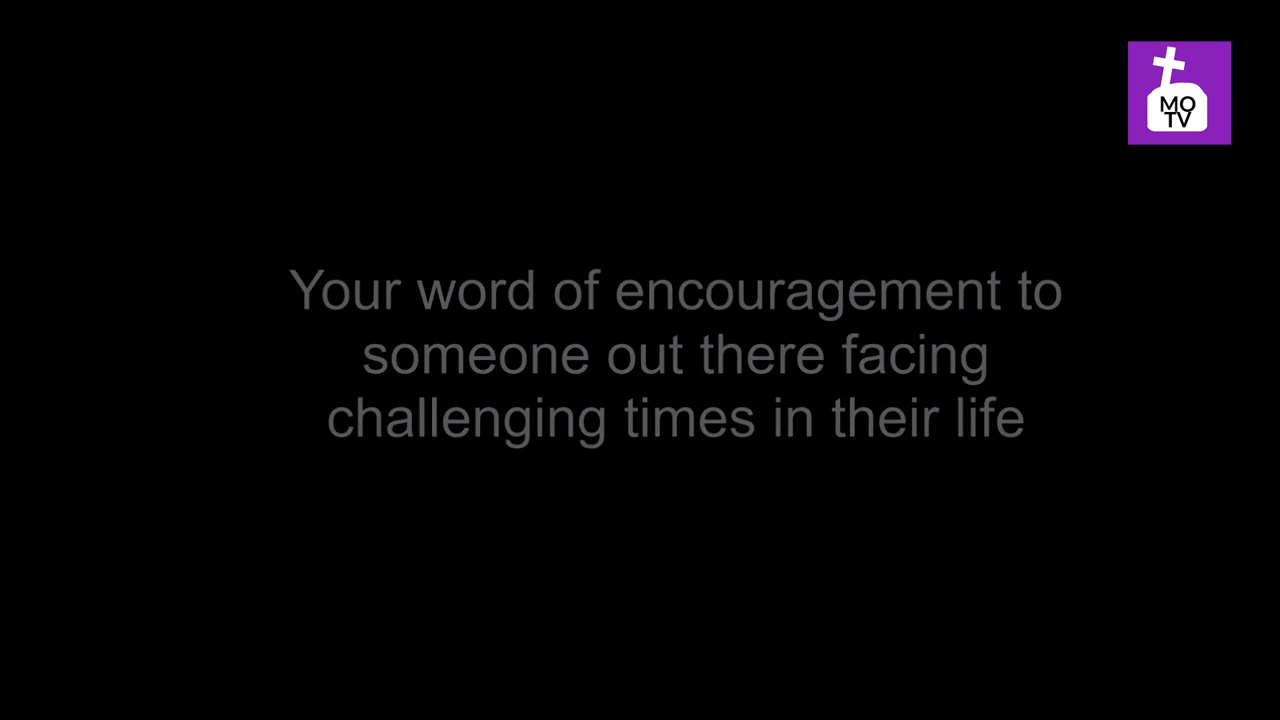 MO
TV
Your word of encouragement to
someone out there facing
challenging times in their life